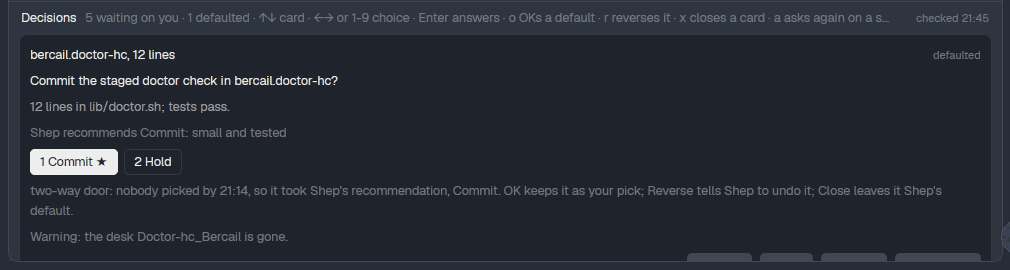 Decisions 5 waiting on you · 1 defaulted · ↑↓ card · ←→ or 1-9 choice · Enter answers · o OKs a default · r reverses it · x closes a card · a asks again on a s... checked 21:45
bercail.doctor-hc, 12 lines defaulted
Commit the staged doctor check in bercail.doctor-hc?
12 lines in lib/doctor.sh; tests pass.
Shep recommends Commit: small and tested
1 Commit ★ 2 Hold
two-way door: nobody picked by 21:14, so it took Shep's recommendation, Commit. OK keeps it as your pick; Reverse tells Shep to undo it; Close leaves it Shep's
default.
Warning: the desk Doctor-hc_Bercail is gone.